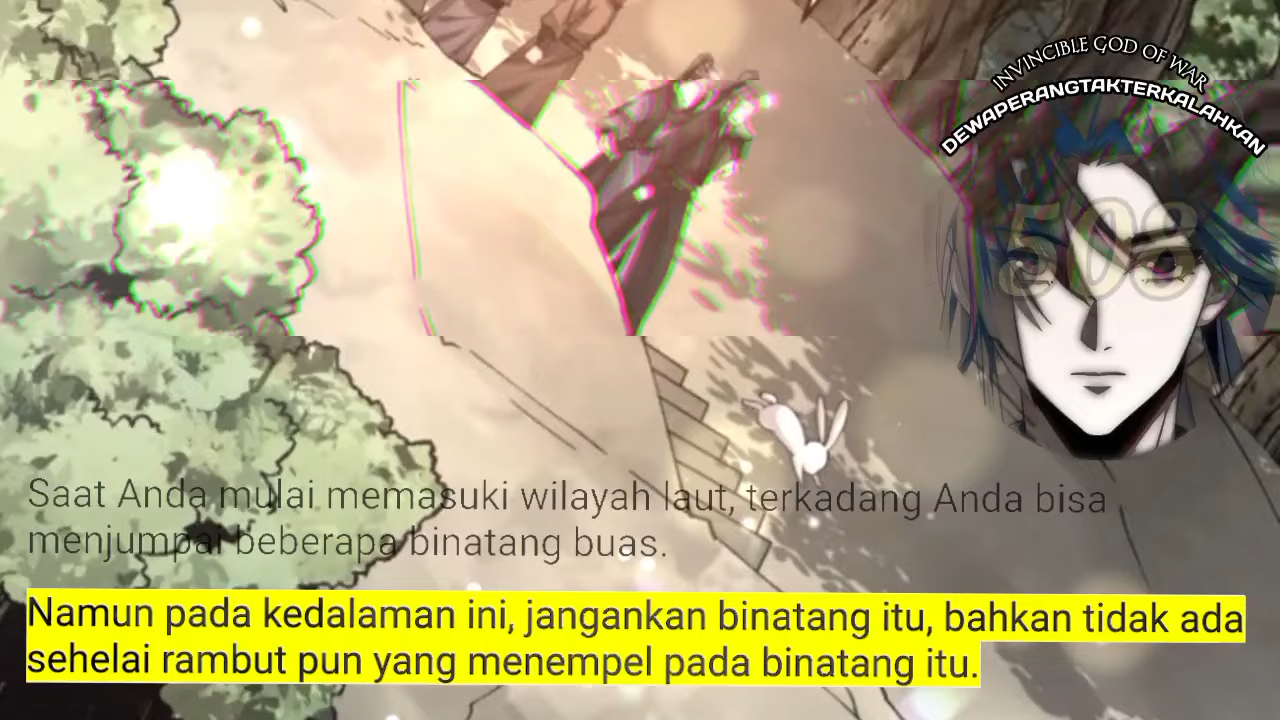 INVINCIBLE GOD OF WAR
DEWAPERANGTAKTERKALAHKAN
503
Saat Anda mulai memasuki wilayah laut, terkadang Anda bisa
menjumpai beberapa binatang buas.
Namun pada kedalaman ini, jangankan binatang itu, bahkan tidak ada
sehelai rambut pun yang menempel pada binatang itu.